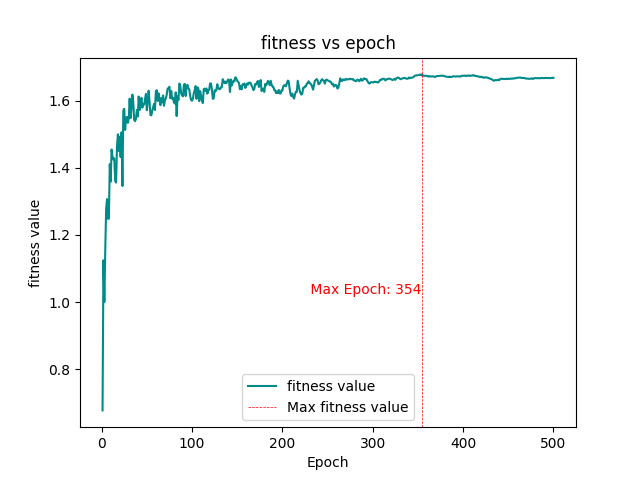 fitness vs epoch
fitness value
1.6
1.4
1.2
1.0
0.8
Max Epoch: 354
fitness value
Max fitness value
0
100
200
300
400
500
Epoch